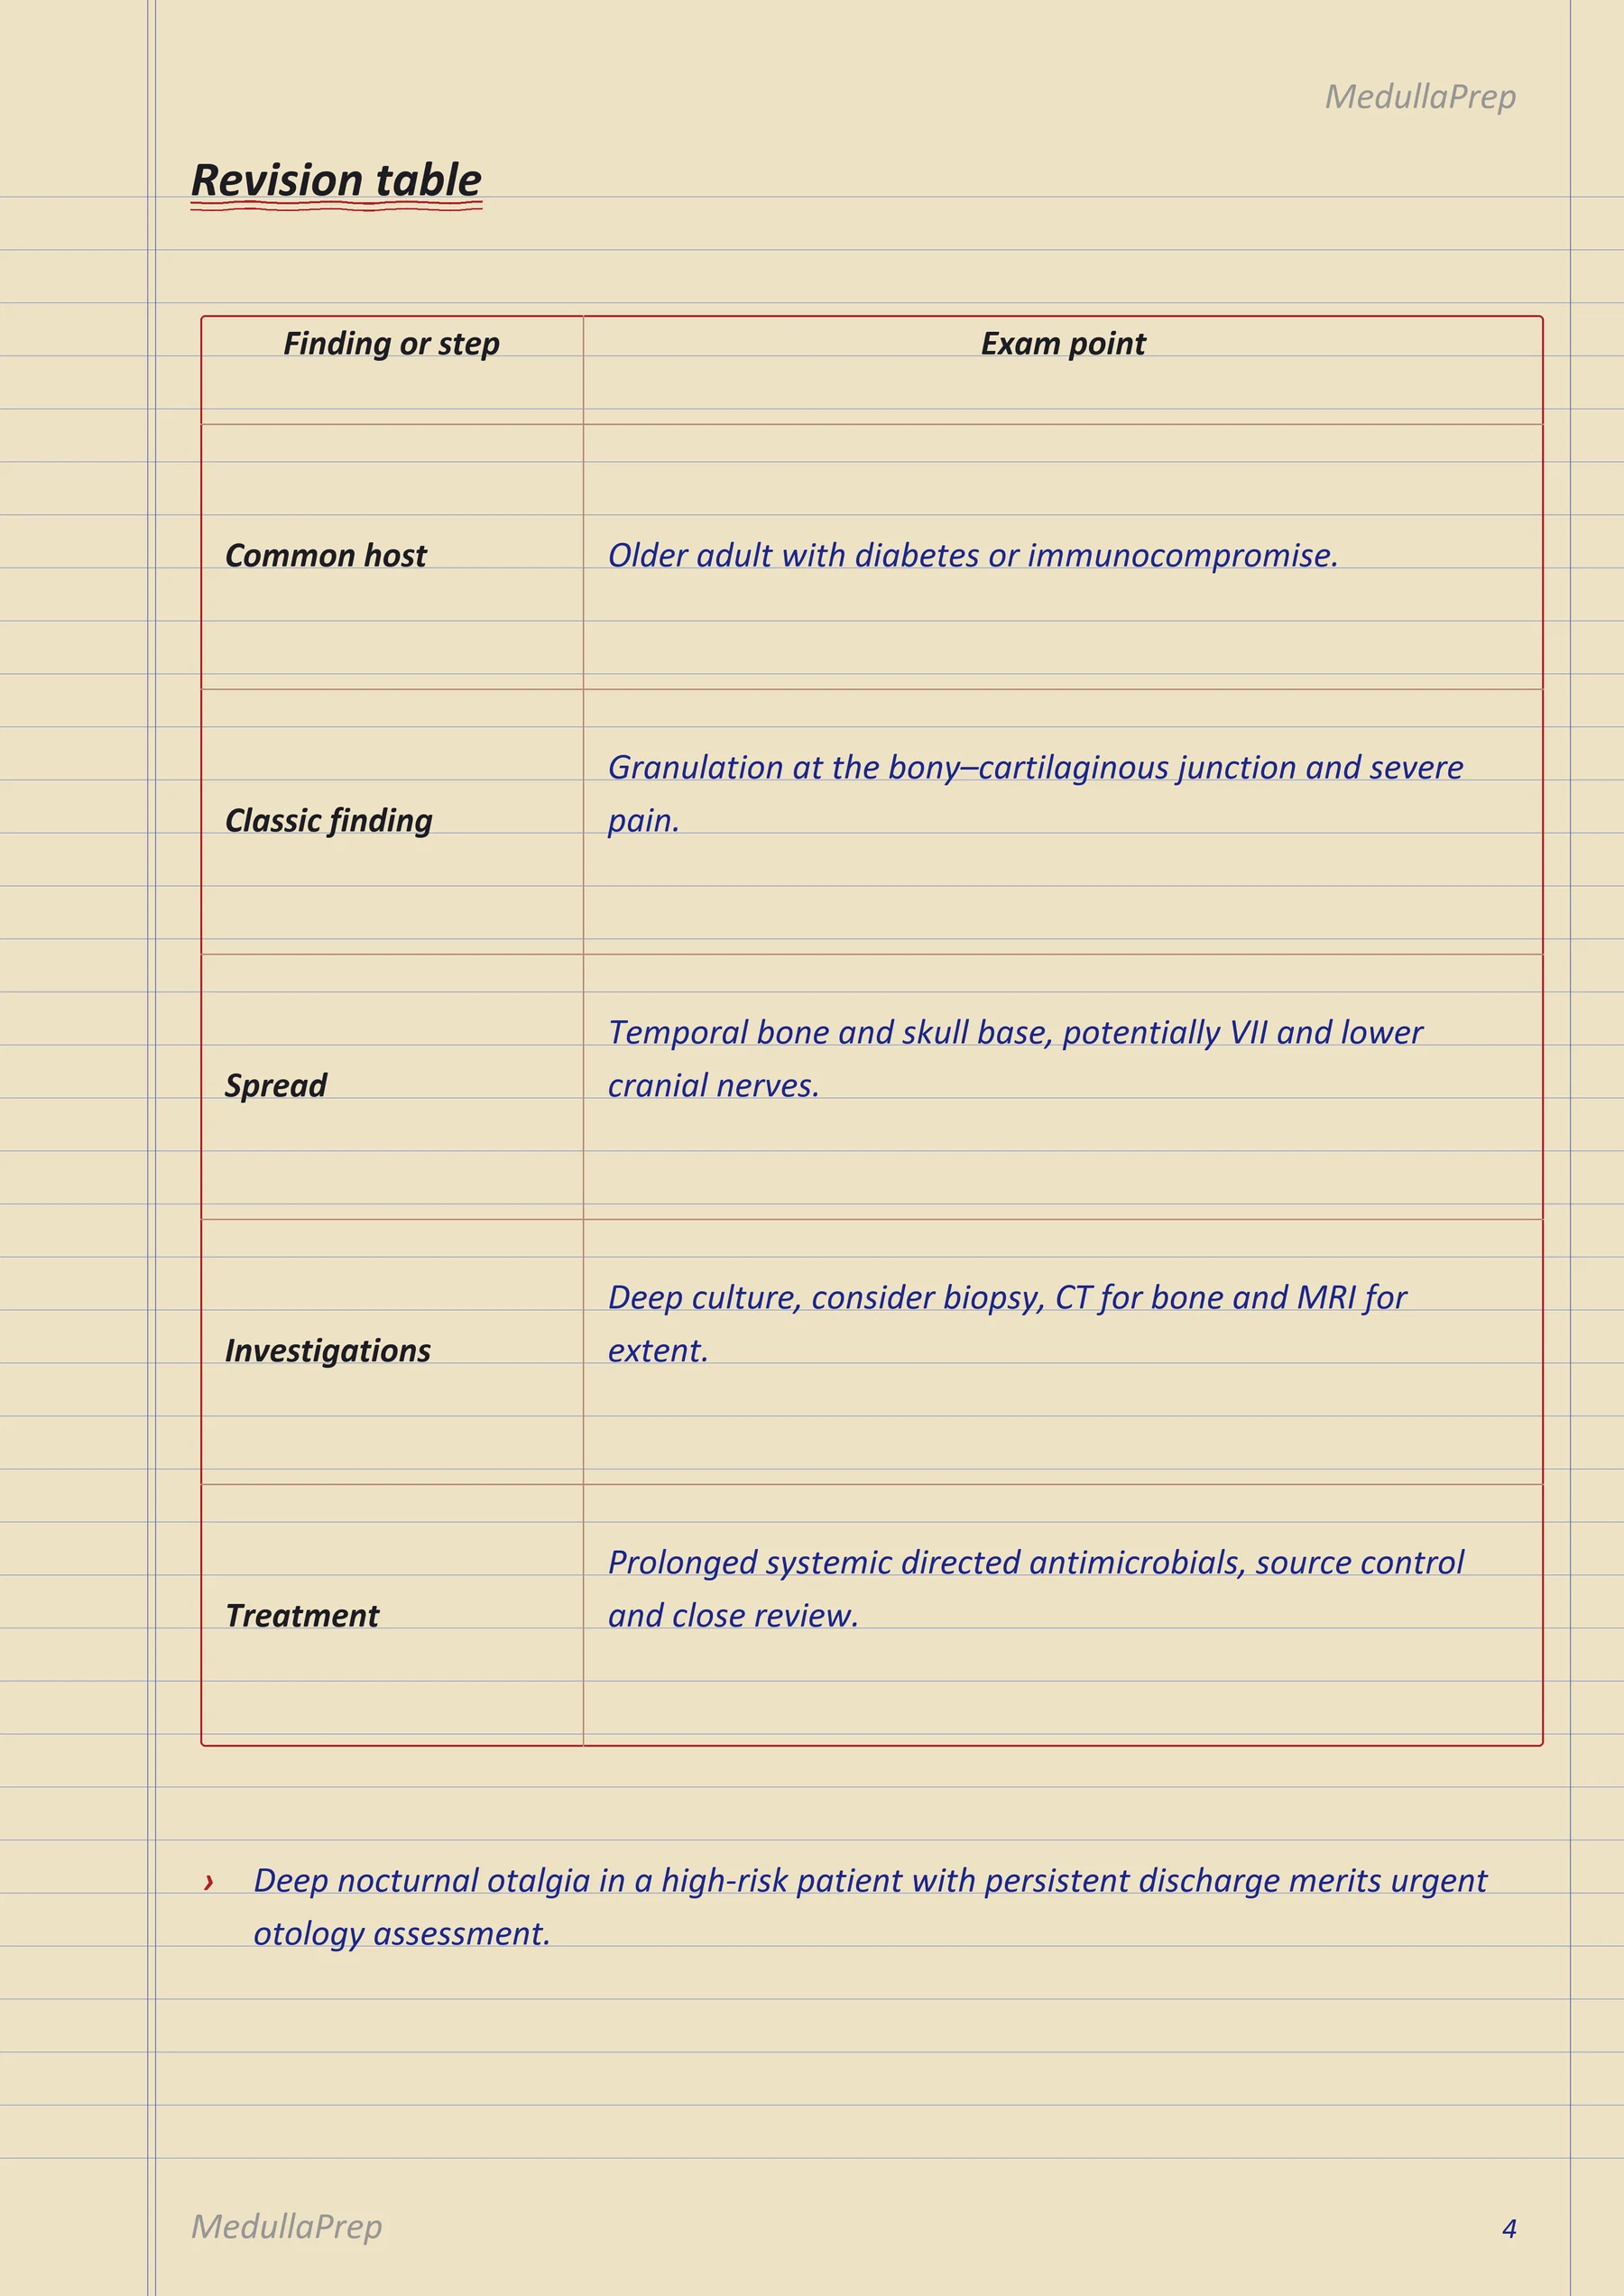 MedullaPrep
Revision table
Finding or step
Exam point
Common host
Older adult with diabetes or immunocompromise.
Classic finding
Granulation at the bony–cartilaginous junction and severe
pain.
Spread
Temporal bone and skull base, potentially VII and lower
cranial nerves.
Investigations
Deep culture, consider biopsy, CT for bone and MRI for
extent.
Treatment
Prolonged systemic directed antimicrobials, source control
and close review.
› Deep nocturnal otalgia in a high-risk patient with persistent discharge merits urgent
otology assessment.
MedullaPrep
4